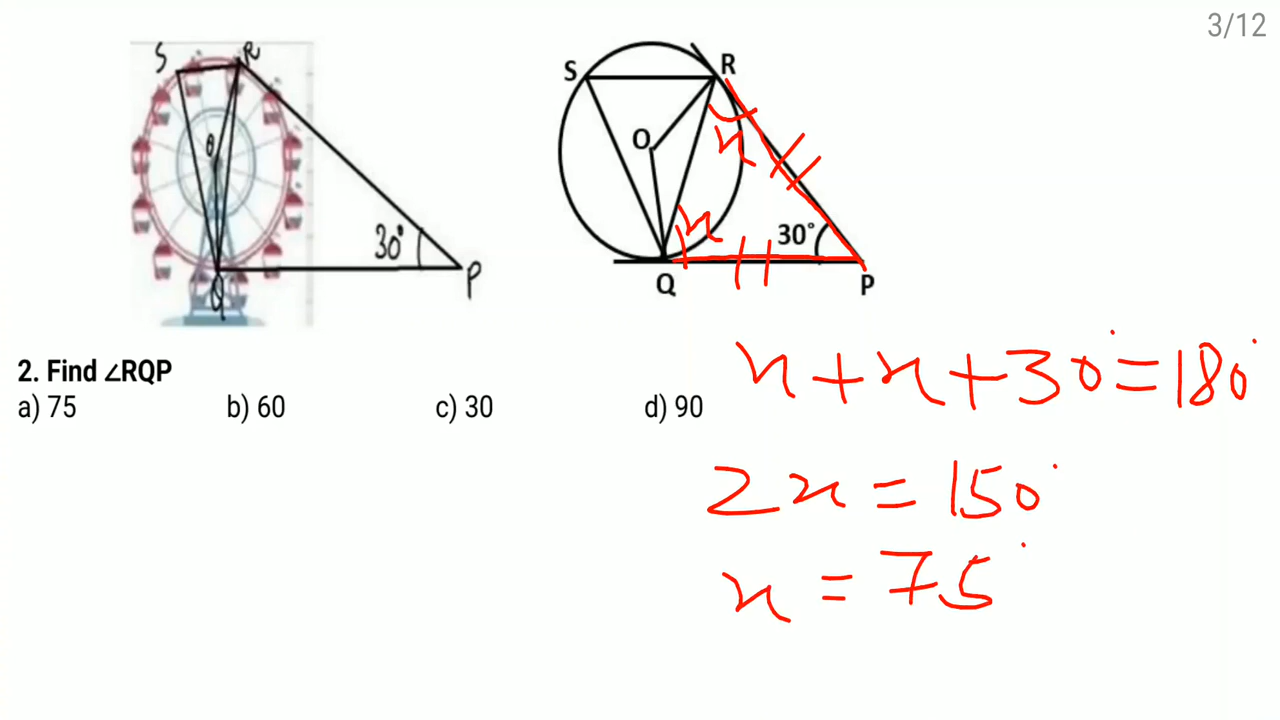 3/12
S R
O
30°
Q P
S R
O
x
x
30°
Q P
x + x + 30° = 180°
2. Find ∠RQP
a) 75 b) 60 c) 30 d) 90
2x = 150°
x = 75°